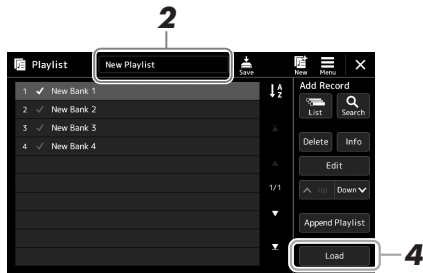 2
Playlist New Playlist Save New Menu
1 New Bank 1
2 New Bank 2
3 New Bank 3
4 New Bank 4
A
Z
1/1
Add Record
List Search
Delete Info
Edit
Up Down
Append Playlist
Load
4